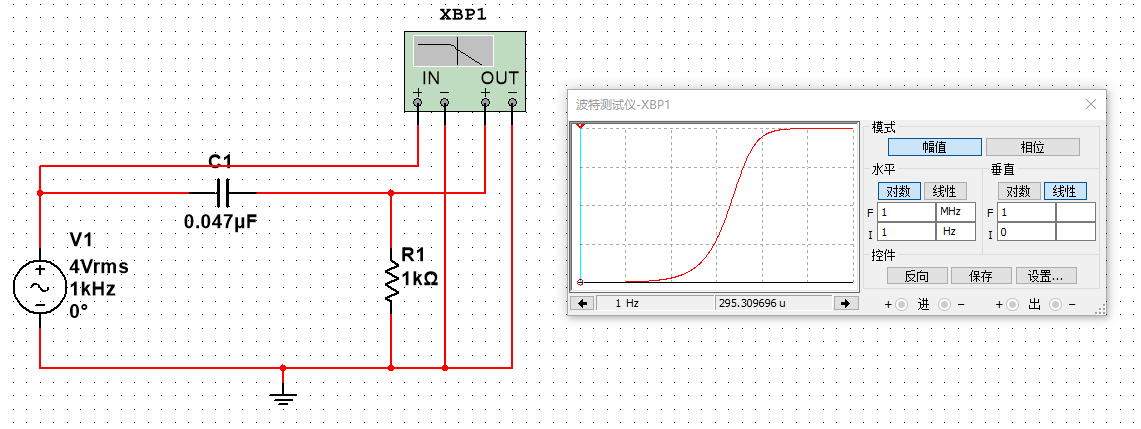 XBP1
IN OUT
+ − + −
C1
0.047µF
V1
4Vrms
1kHz
0°
+
~
−
R1
1kΩ
波特测试仪-XBP1
模式
幅值 相位
水平 垂直
对数 线性 对数 线性
F 1 MHz F 1
I 1 Hz I 0
控件
反向 保存 设置...
1 Hz 295.309696 u
+ 进 − + 出 −